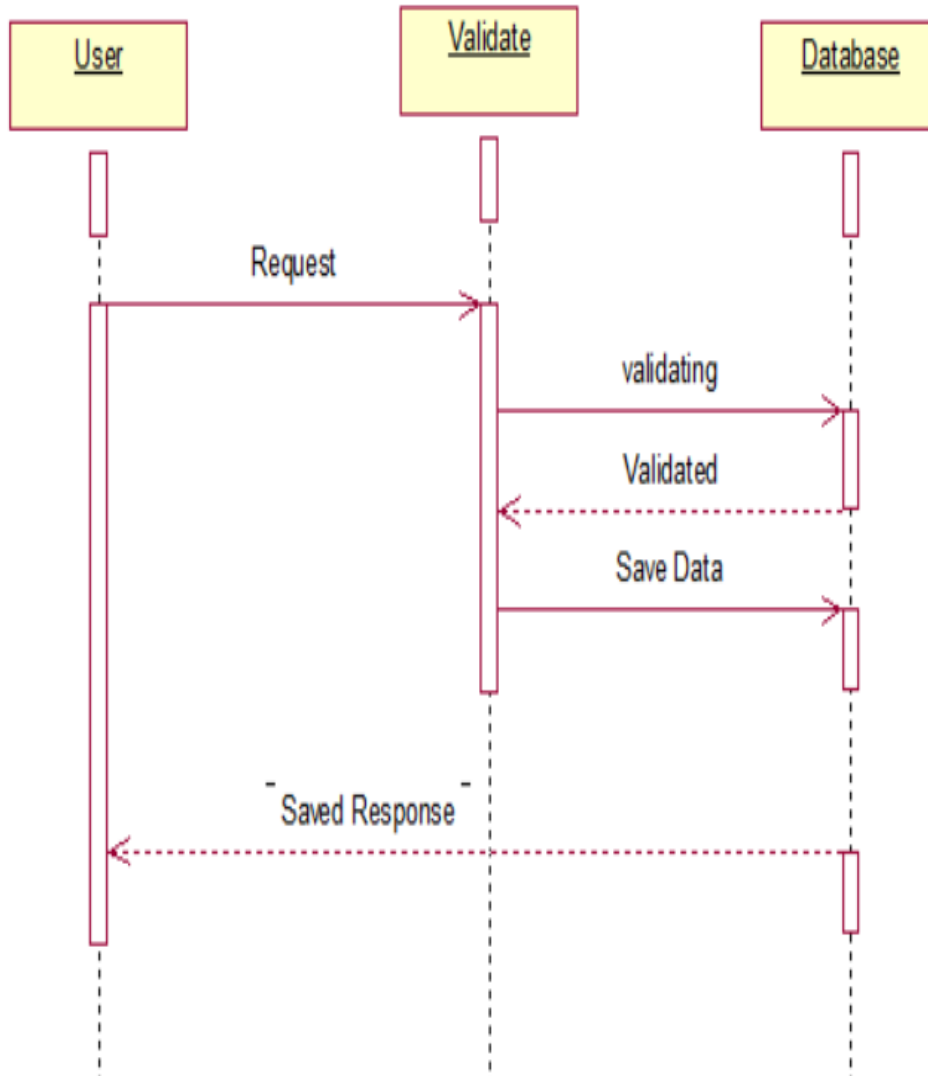 User
Validate
Database
Request
validating
Validated
Save Data
Saved Response